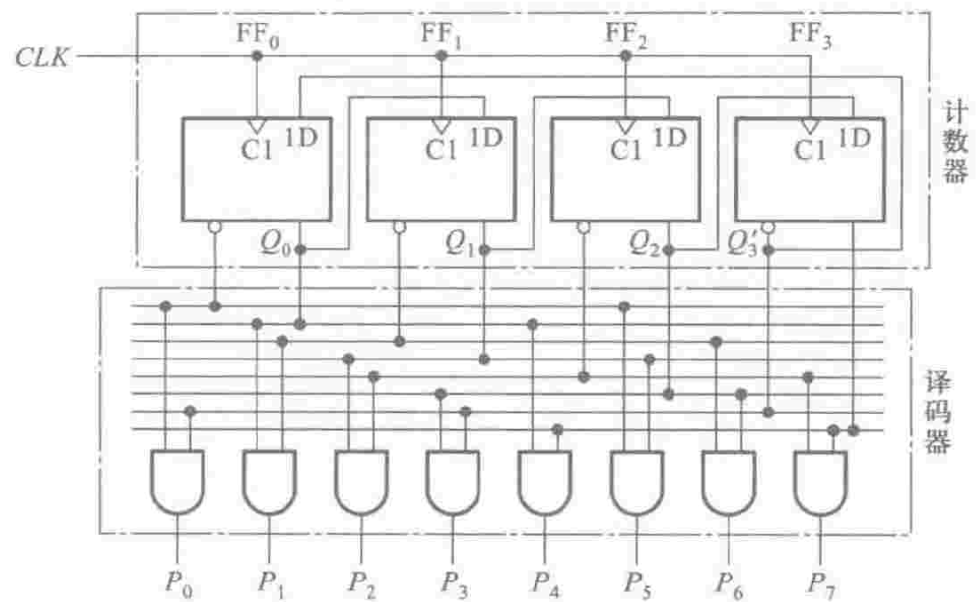 FF₀ FF₁ FF₂ FF₃
CLK
1D 1D 1D 1D
C1 C1 C1 C1
计数器
Q₀ Q₁ Q₂ Q₃′
译码器
P₀ P₁ P₂ P₃ P₄ P₅ P₆ P₇